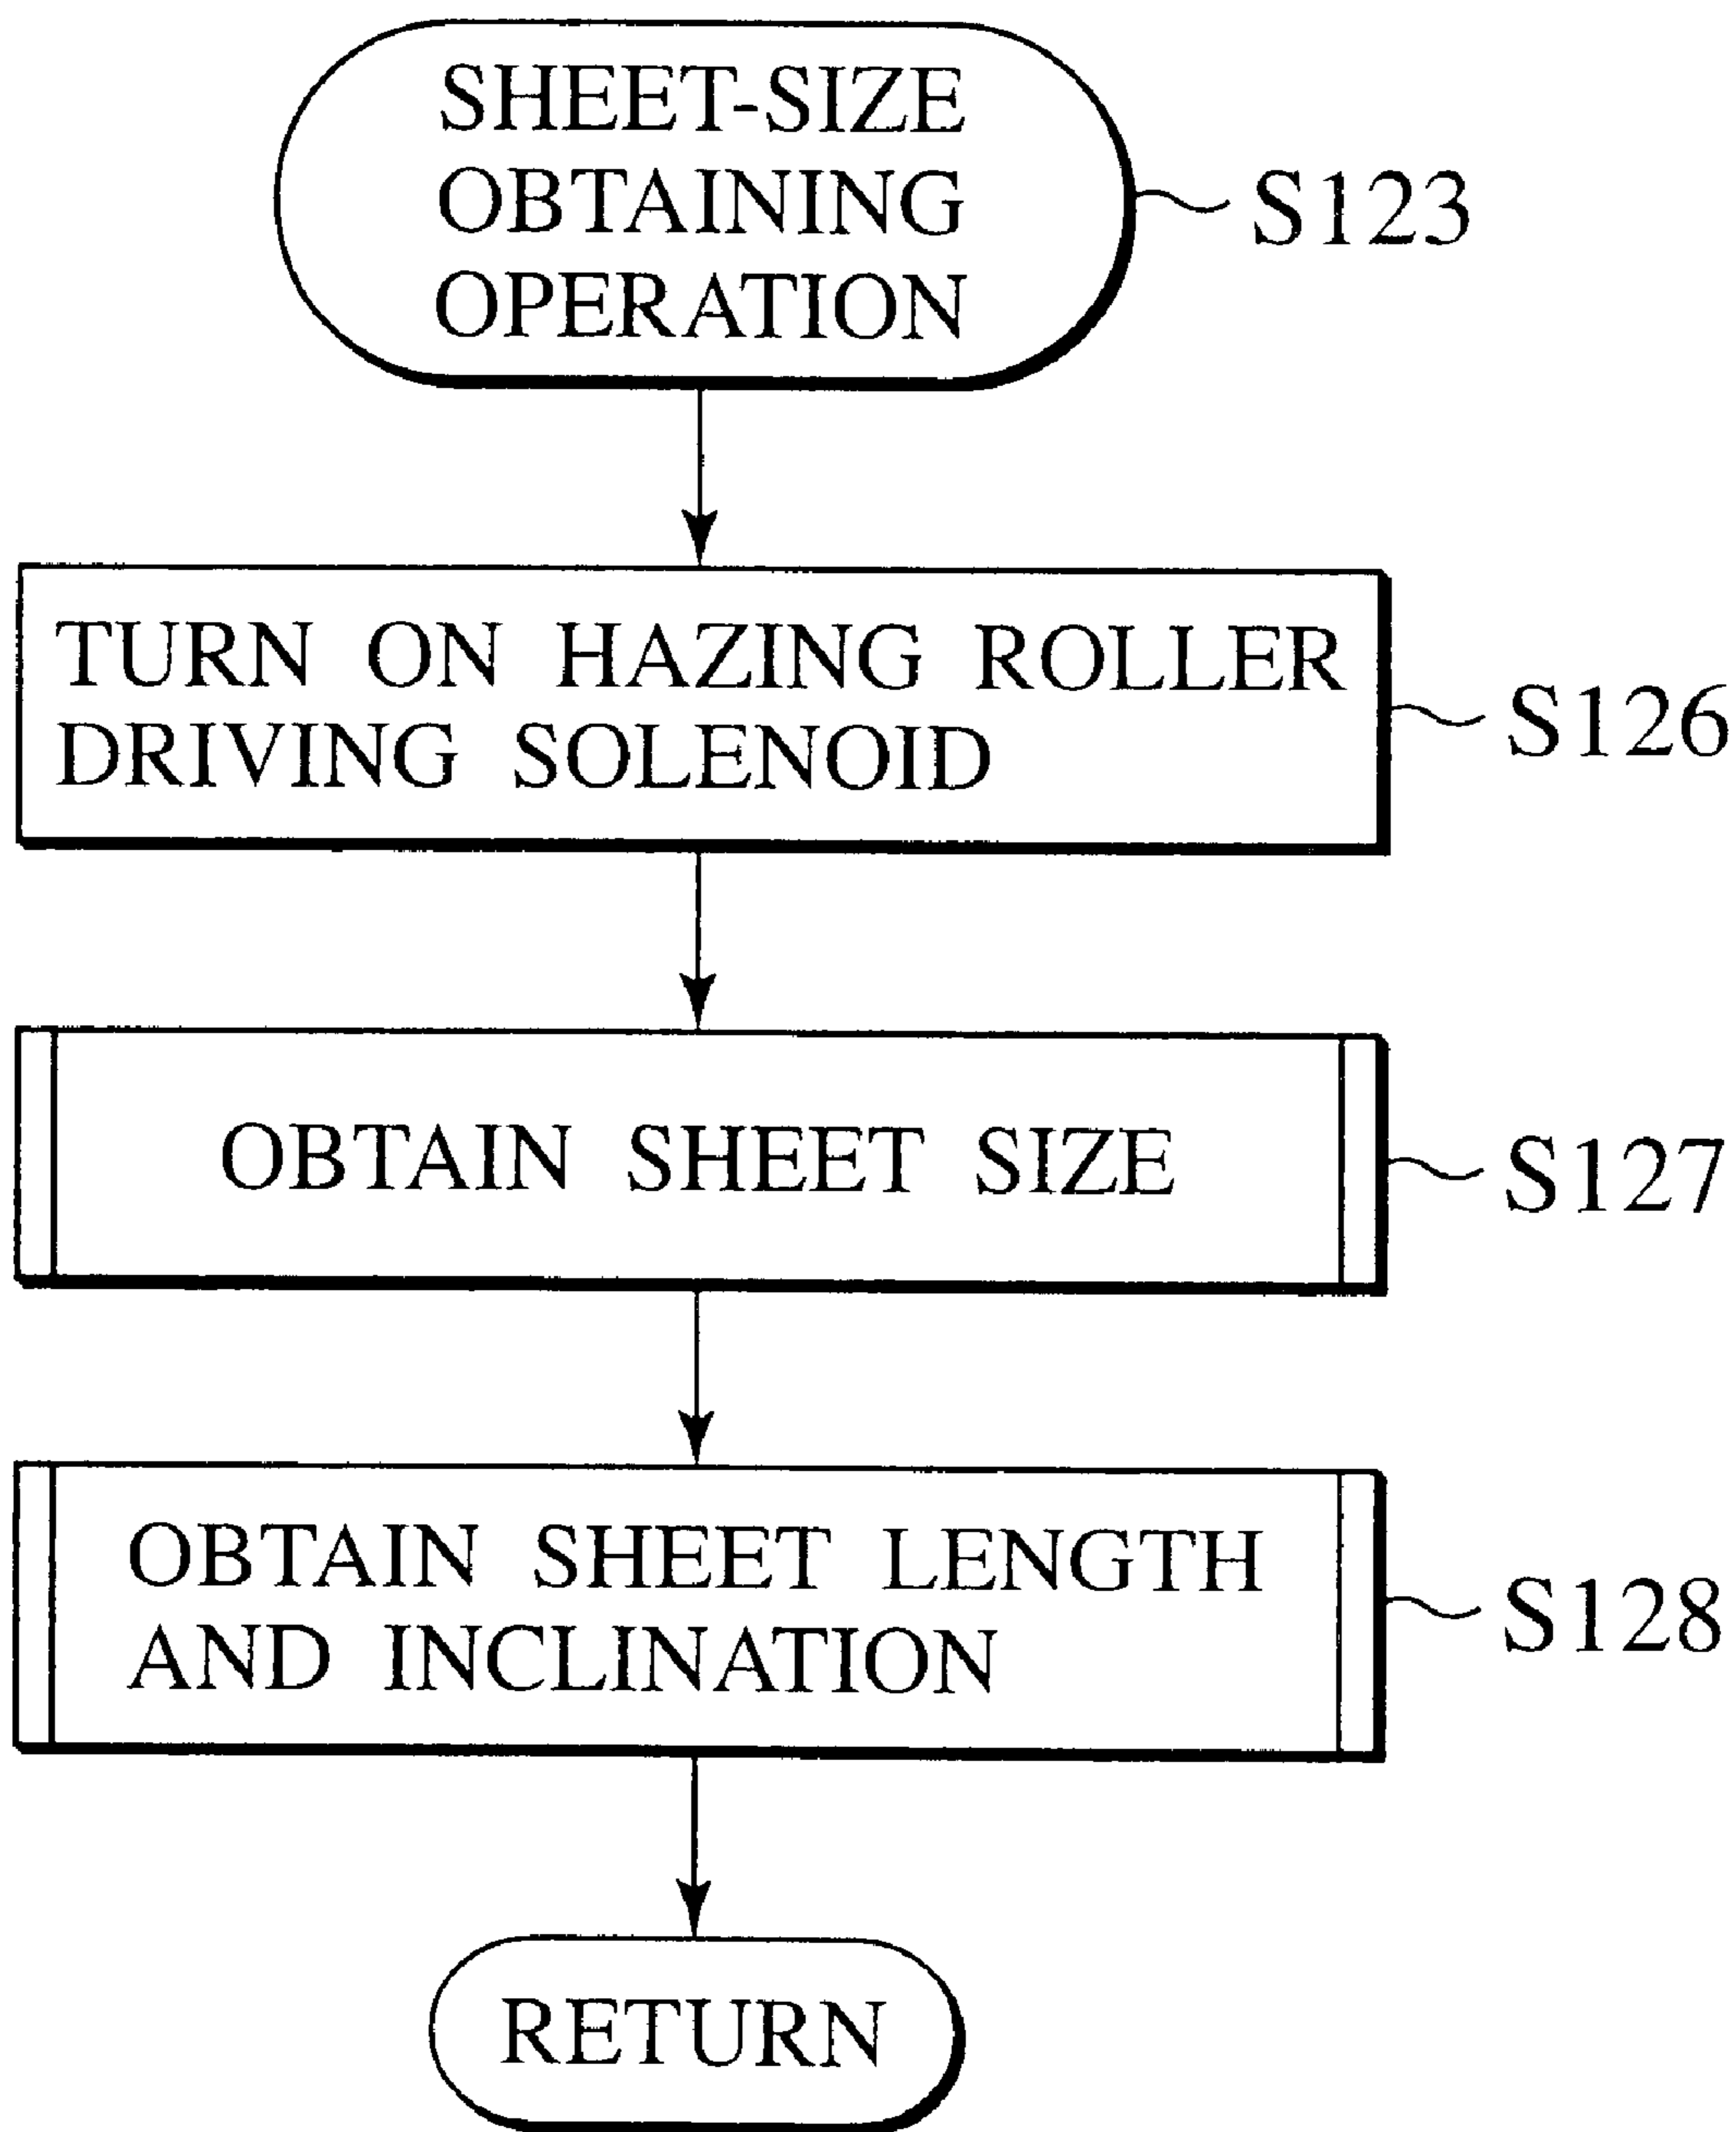 SHEET-SIZE
OBTAINING
OPERATION
S123
TURN ON HAZING ROLLER
DRIVING SOLENOID
S126
OBTAIN SHEET SIZE
S127
OBTAIN SHEET LENGTH
AND INCLINATION
S128
RETURN